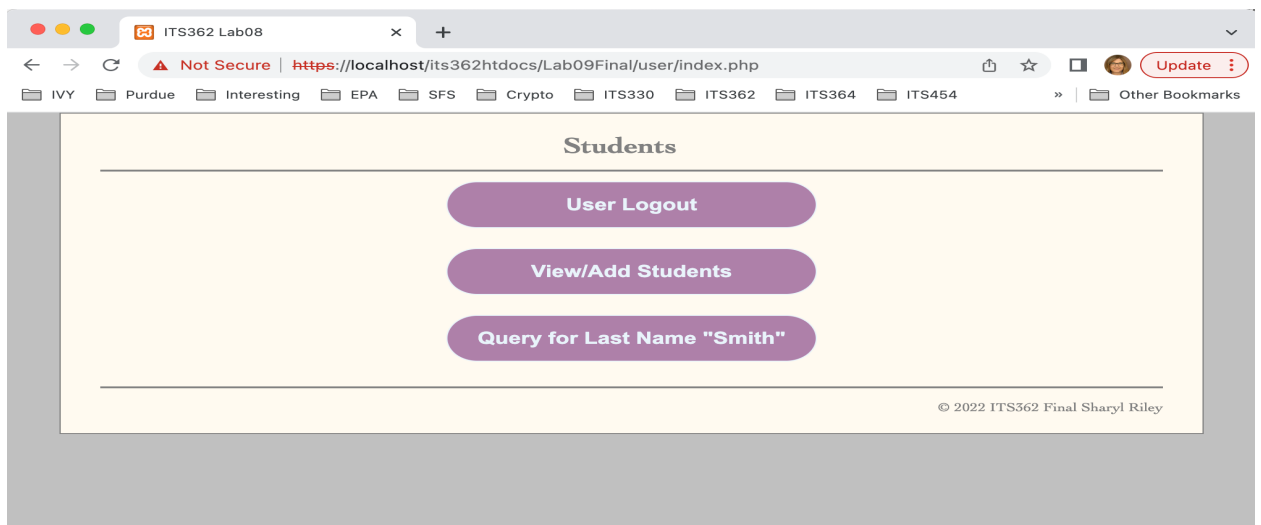 ITS362 Lab08
Not Secure | https://localhost/its362htdocs/Lab09Final/user/index.php Update
IVY Purdue Interesting EPA SFS Crypto ITS330 ITS362 ITS364 ITS454 » Other Bookmarks
Students
User Logout
View/Add Students
Query for Last Name "Smith"
© 2022 ITS362 Final Sharyl Riley